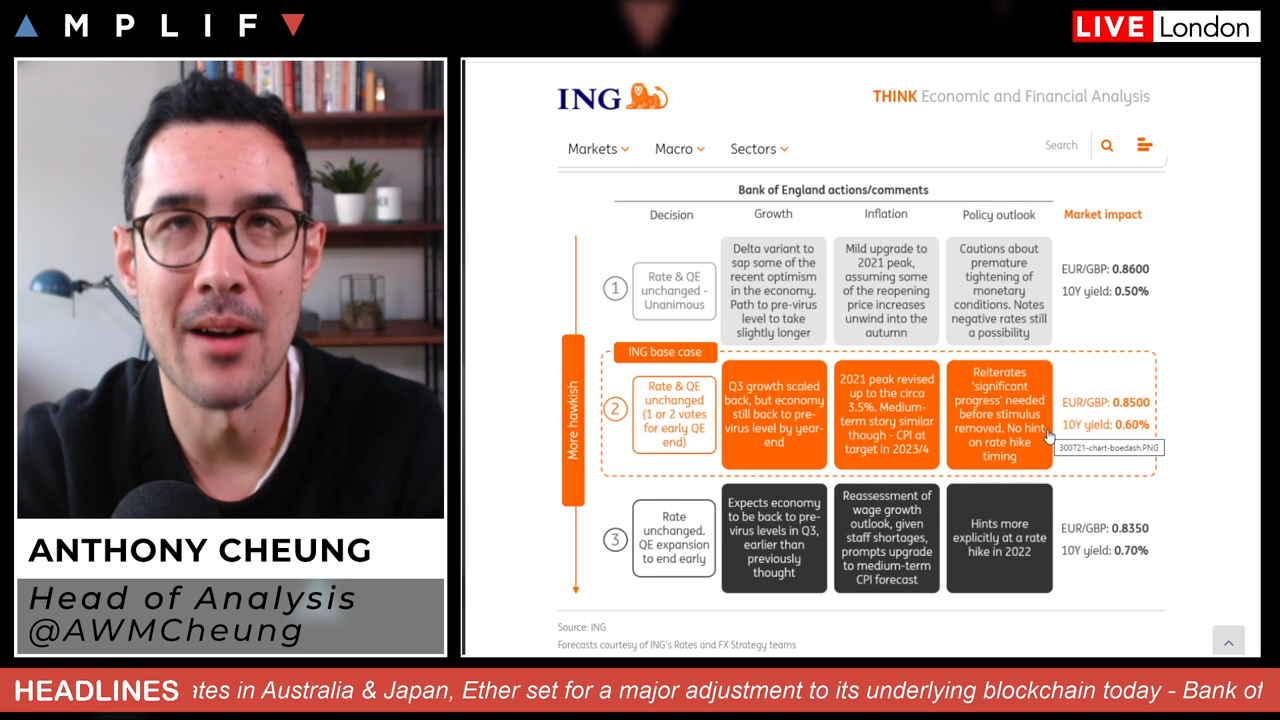 AMPLIFY
LIVE London
ING
THINK Economic and Financial Analysis
Markets
Macro
Sectors
Search
Bank of England actions/comments
Decision
Growth
Inflation
Policy outlook
Market impact
More hawkish
1
Rate & QE
unchanged -
Unanimous
Delta variant to
sap some of the
recent optimism
in the economy.
Path to pre-virus
level to take
slightly longer
Mild upgrade to
2021 peak,
assuming some
of the reopening
price increases
unwind into the
autumn
Cautions about
premature
tightening of
monetary
conditions. Notes
negative rates still
a possibility
EUR/GBP: 0.8600
10Y yield: 0.50%
ING base case
2
Rate & QE
unchanged
(1 or 2 votes
for early QE
end)
Q3 growth scaled
back, but economy
still back to pre-
virus level by year-
end
2021 peak revised
up to the circa
3.5%. Medium-
term story similar
though - CPI at
target in 2023/4
Reiterates
'significant
progress' needed
before stimulus
removed. No hint
on rate hike
timing
EUR/GBP: 0.8500
10Y yield: 0.60%
300721-chart-boedash.PNG
3
Rate
unchanged.
QE expansion
to end early
Expects economy
to be back to pre-
virus levels in Q3,
earlier than
previously
thought
Reassessment of
wage growth
outlook, given
staff shortages,
prompts upgrade
to medium-term
CPI forecast
Hints more
explicitly at a rate
hike in 2022
EUR/GBP: 0.8350
10Y yield: 0.70%
Source: ING
Forecasts courtesy of ING's Rates and FX Strategy teams
ANTHONY CHEUNG
Head of Analysis
@AWMCheung
HEADLINES ates in Australia & Japan, Ether set for a major adjustment to its underlying blockchain today - Bank of